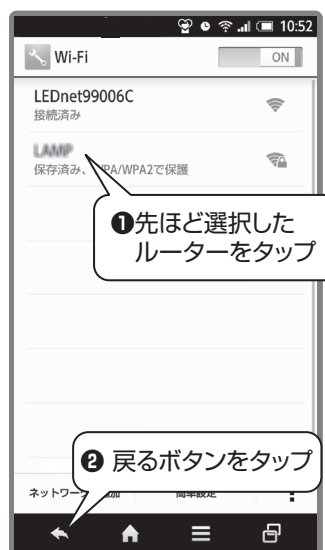 10:52
Wi-Fi
ON
LEDnet99006C
接続済み
LAMP
保存済み、WPA/WPA2で保護
❶先ほど選択した
ルーターをタップ
❷ 戻るボタンをタップ
ネットワーク追加
簡単設定